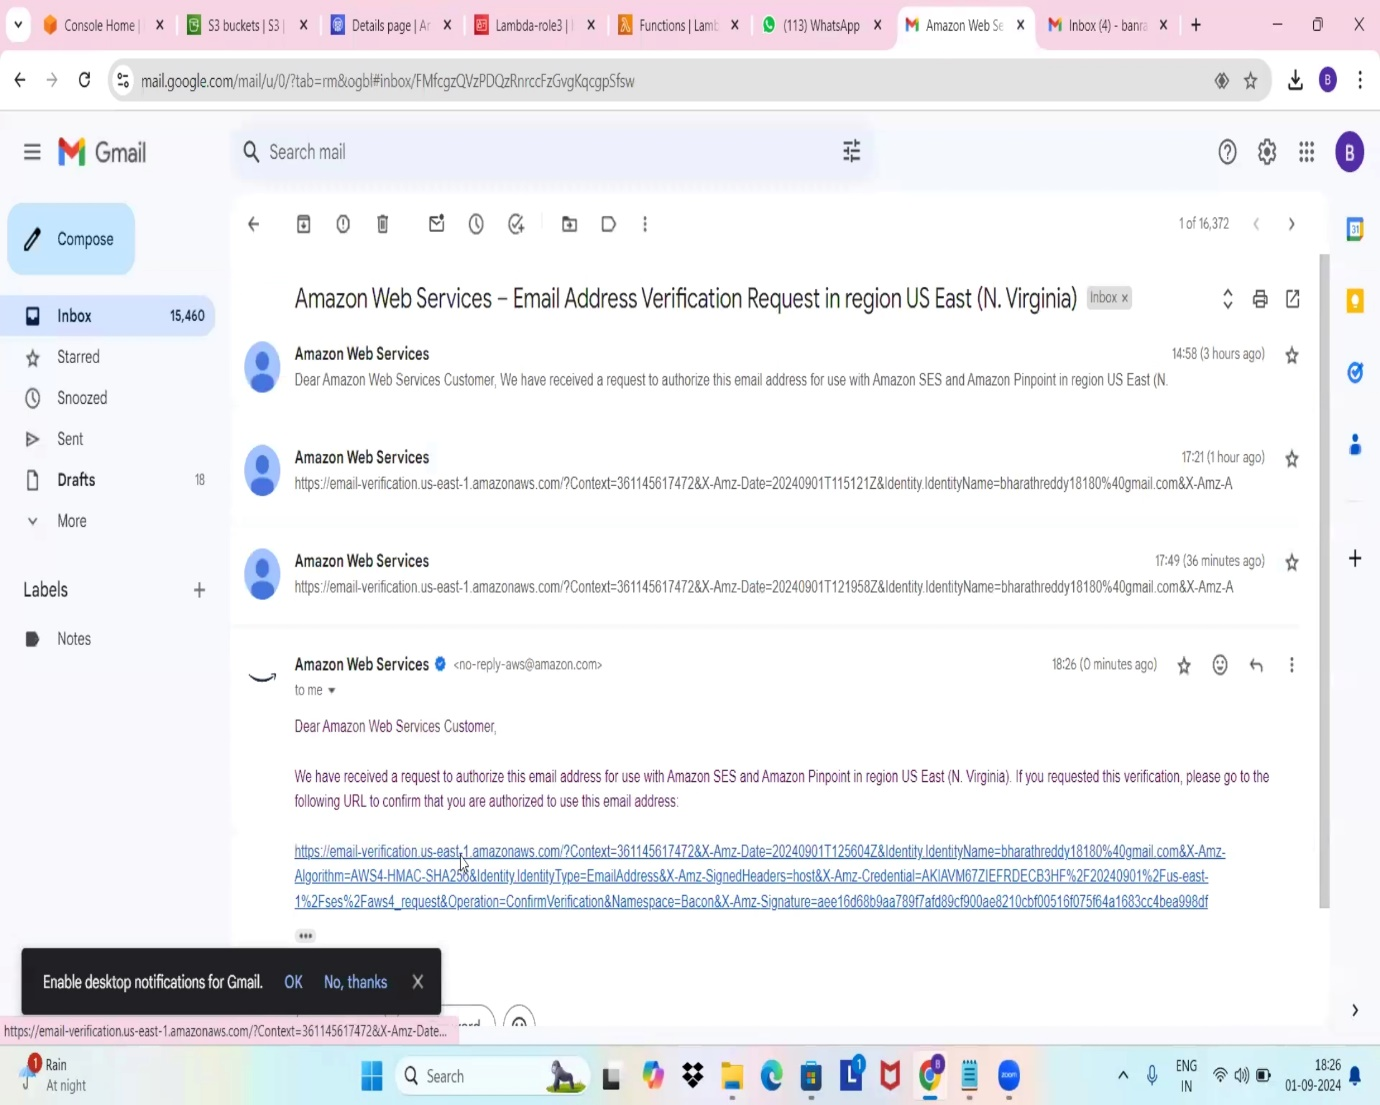 Console Home |
S3 buckets | S3 |
Details page | Ar
Lambda-role3 |
Functions | Lamb
(113) WhatsApp
Amazon Web Se
Inbox (4) - banra
mail.google.com/mail/u/0/?tab=rm&ogbl#inbox/FMfcgzQVzPDQzRnrccFzGvgKqcgpSfsw
B
Gmail
Search mail
B
Compose
1 of 16,372
31
Amazon Web Services – Email Address Verification Request in region US East (N. Virginia)
Inbox ×
Inbox 15,460
Starred
Snoozed
Sent
Drafts 18
More
Labels
Notes
Amazon Web Services 14:58 (3 hours ago)
Dear Amazon Web Services Customer, We have received a request to authorize this email address for use with Amazon SES and Amazon Pinpoint in region US East (N.
Amazon Web Services 17:21 (1 hour ago)
https://email-verification.us-east-1.amazonaws.com/?Context=361145617472&X-Amz-Date=20240901T115121Z&Identity.IdentityName=bharathreddy18180%40gmail.com&X-Amz-A
Amazon Web Services 17:49 (36 minutes ago)
https://email-verification.us-east-1.amazonaws.com/?Context=361145617472&X-Amz-Date=20240901T121958Z&Identity.IdentityName=bharathreddy18180%40gmail.com&X-Amz-A
Amazon Web Services <no-reply-aws@amazon.com> 18:26 (0 minutes ago)
to me
Dear Amazon Web Services Customer,
We have received a request to authorize this email address for use with Amazon SES and Amazon Pinpoint in region US East (N. Virginia). If you requested this verification, please go to the
following URL to confirm that you are authorized to use this email address:
https://email-verification.us-east-1.amazonaws.com/?Context=361145617472&X-Amz-Date=20240901T125604Z&Identity.IdentityName=bharathreddy18180%40gmail.com&X-Amz-
Algorithm=AWS4-HMAC-SHA256&Identity.IdentityType=EmailAddress&X-Amz-SignedHeaders=host&X-Amz-Credential=AKIAVM67ZIEFRDECB3HF%2F20240901%2Fus-east-
1%2Fses%2Faws4_request&Operation=ConfirmVerification&Namespace=Bacon&X-Amz-Signature=aee16d68b9aa789f7afd89cf900ae8210cbf00516f075f64a1683cc4bea998df
Enable desktop notifications for Gmail. OK No, thanks
https://email-verification.us-east-1.amazonaws.com/?Context=361145617472&X-Amz-Date...
1
Rain
At night
Search
L
1
B
zoom
ENG
IN
18:26
01-09-2024